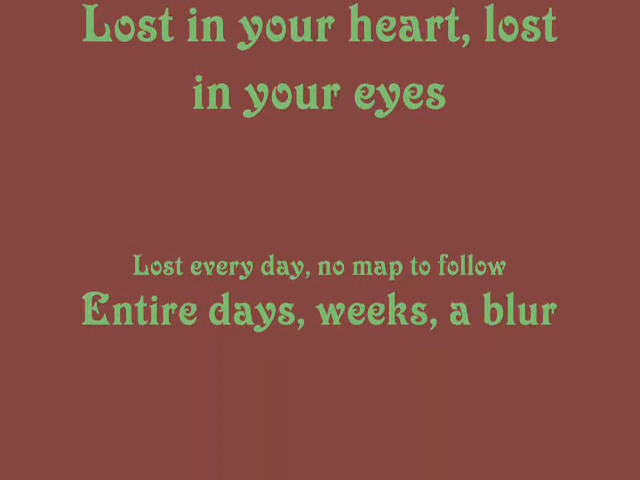 Lost in your heart, lost
in your eyes
Lost every day, no map to follow
Entire days, weeks, a blur